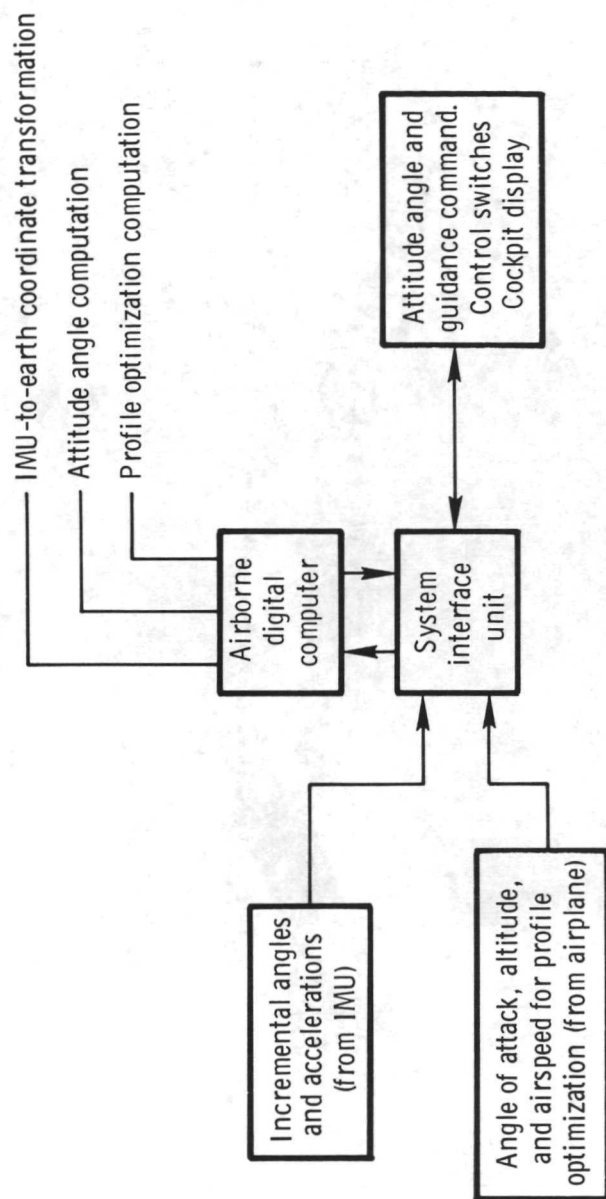 IMU-to-earth coordinate transformation
Attitude angle computation
Profile optimization computation
Airborne
digital
computer
Incremental angles
and accelerations
(from IMU)
System
interface
unit
Attitude angle and
guidance command.
Control switches
Cockpit display
Angle of attack, altitude,
and airspeed for profile
optimization (from airplane)